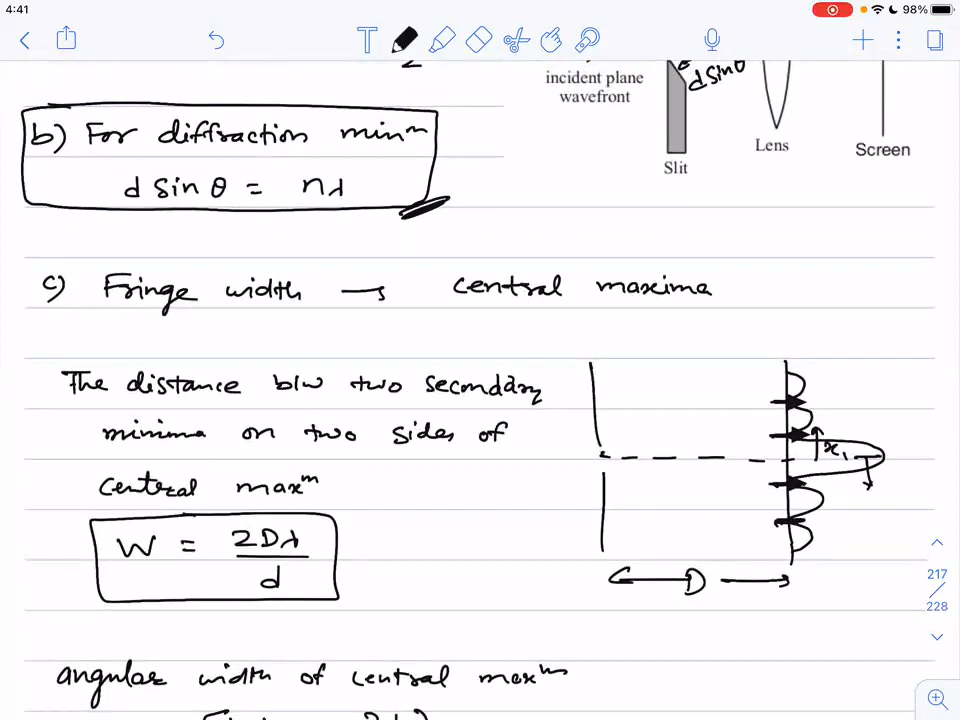 4:41
98%
T
incident plane
wavefront
d sinθ
Lens
Slit
Screen
b) For diffraction minᵐ
d sin θ = nλ
c) Fringe width → central maxima
The distance b/w two secondary
minima on two sides of
central maxᵐ
W = 2Dλ
d
x₁
D
217
/
228
angular width of central maxᵐ